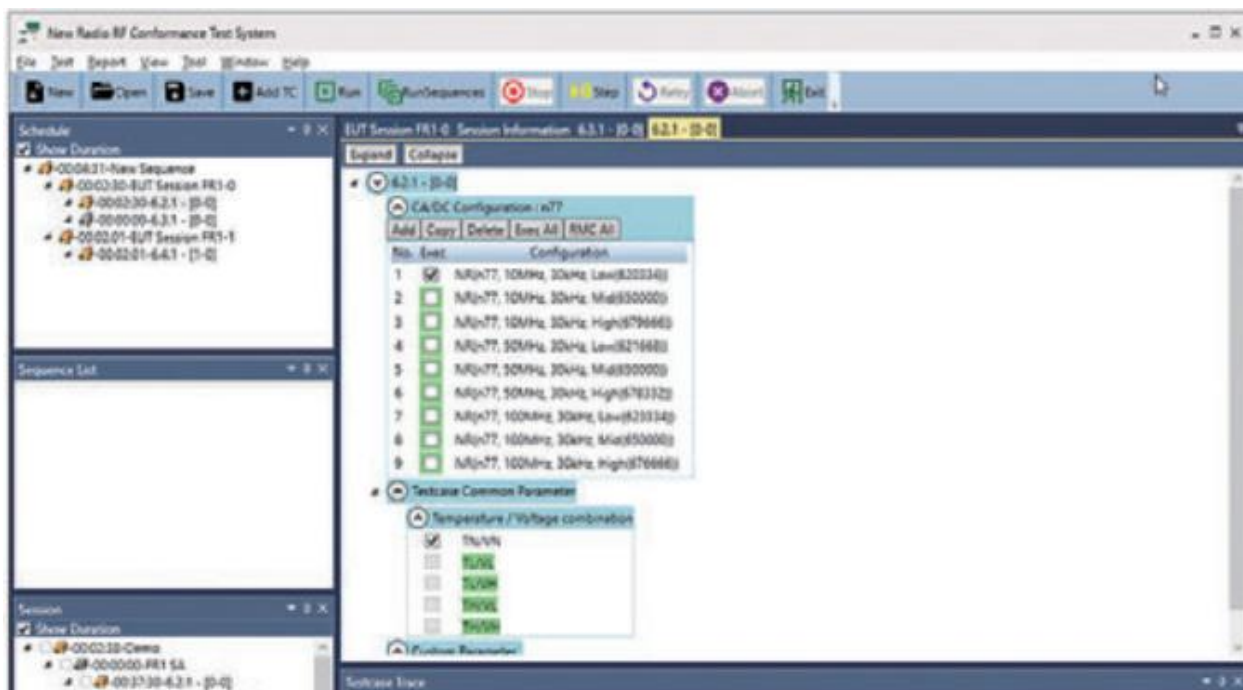 New Radio RF Conformance Test System
File Test Report View Tool Window Help
New Open Save Add TC Run RunSequences Stop Step Retry Abort Exit
Schedule
Show Duration
00:04:31-New Sequence
00:02:30-EUT Session FR1-0
00:02:30-6.2.1 - [0-0]
00:00:00-6.3.1 - [0-0]
00:02:01-EUT Session FR1-1
00:02:01-6.4.1 - [1-0]
Sequence List
Session
Show Duration
00:02:38-Demo
00:00:00-FR1 SA
00:37:30-6.2.1 - [0-0]
EUT Session FR1-0 Session Information 6.3.1 - [0-0] 6.2.1 - [0-0]
Expand Collapse
6.2.1 - [0-0]
CA/DC Configuration : n77
Add Copy Delete Exec All RMC All
No. Exec Configuration
1 NR(n77, 10MHz, 30kHz, Low(620334))
2 NR(n77, 10MHz, 30kHz, Mid(650000))
3 NR(n77, 10MHz, 30kHz, High(679666))
4 NR(n77, 50MHz, 30kHz, Low(621668))
5 NR(n77, 50MHz, 30kHz, Mid(650000))
6 NR(n77, 50MHz, 30kHz, High(678332))
7 NR(n77, 100MHz, 30kHz, Low(623334))
8 NR(n77, 100MHz, 30kHz, Mid(650000))
9 NR(n77, 100MHz, 30kHz, High(676666))
Testcase Common Parameter
Temperature / Voltage combination
TN/VN
TL/VL
TL/VH
TH/VL
TH/VH
Custom Parameter
Testcase Trace